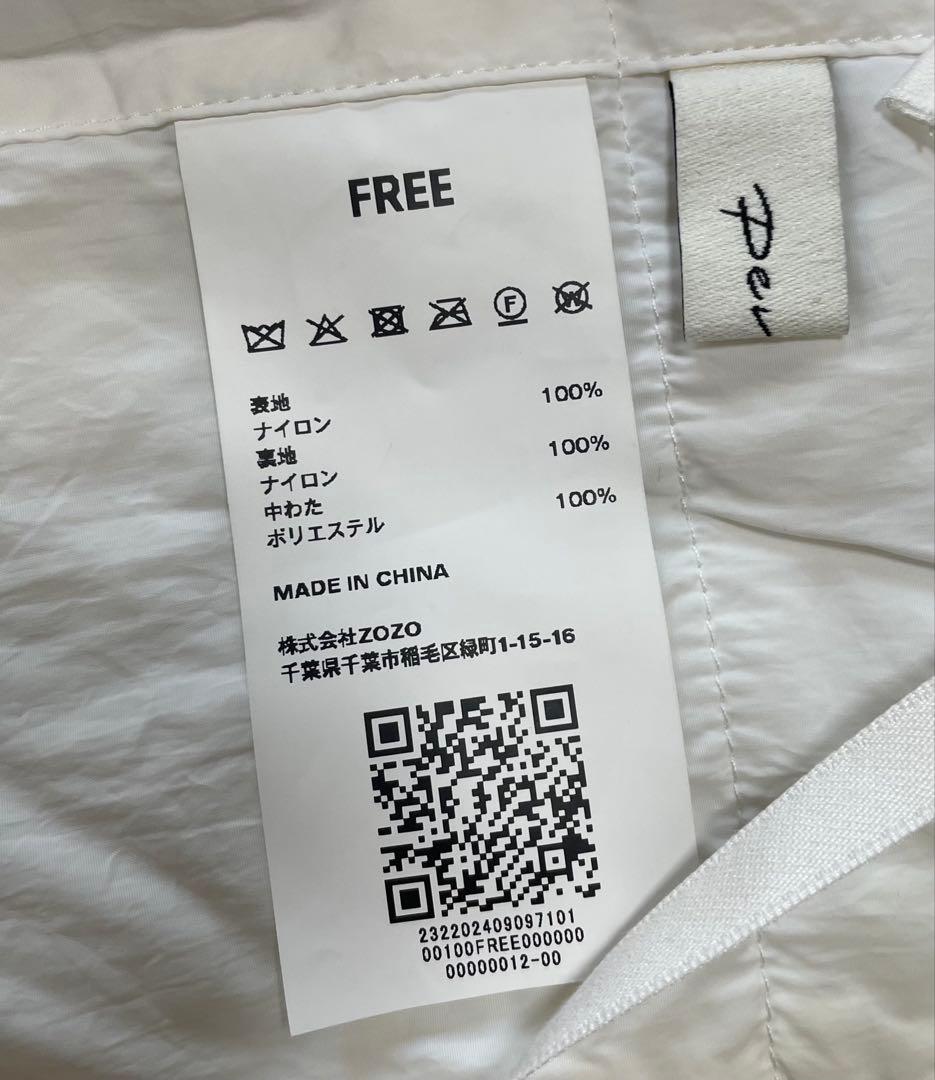 FREE
F
W
表地
ナイロン 100%
裏地
ナイロン 100%
中わた
ポリエステル 100%
MADE IN CHINA
株式会社ZOZO
千葉県千葉市稲毛区緑町1-15-16
232202409097101
00100FREE000000
00000012-00